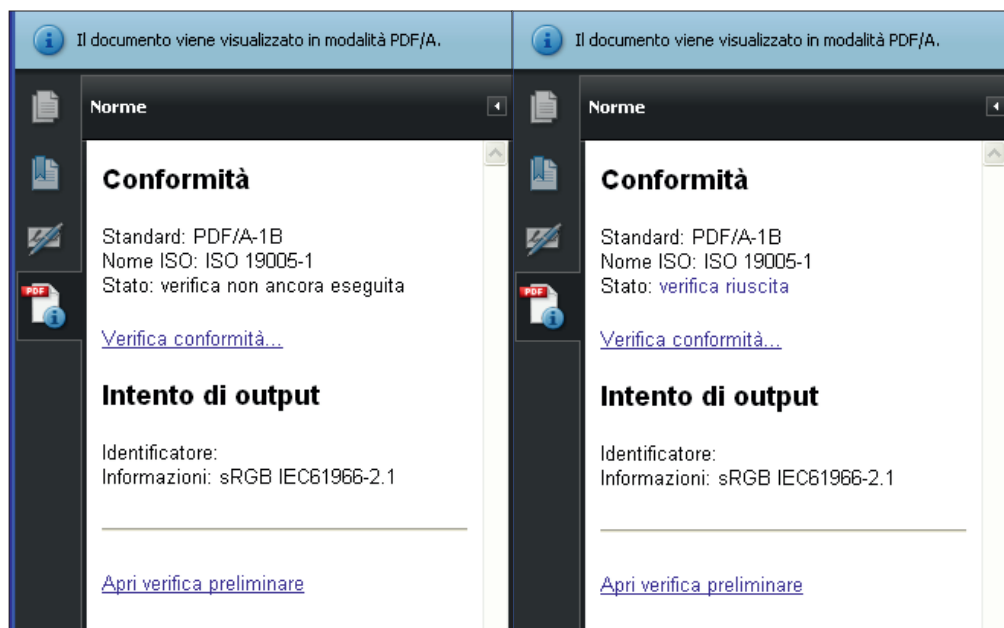 Il documento viene visualizzato in modalità PDF/A.
Norme
Conformità
Standard: PDF/A-1B
Nome ISO: ISO 19005-1
Stato: verifica non ancora eseguita
Verifica conformità...
Intento di output
Identificatore:
Informazioni: sRGB IEC61966-2.1
Apri verifica preliminare
PDF
Il documento viene visualizzato in modalità PDF/A.
Norme
Conformità
Standard: PDF/A-1B
Nome ISO: ISO 19005-1
Stato: verifica riuscita
Verifica conformità...
Intento di output
Identificatore:
Informazioni: sRGB IEC61966-2.1
Apri verifica preliminare
PDF